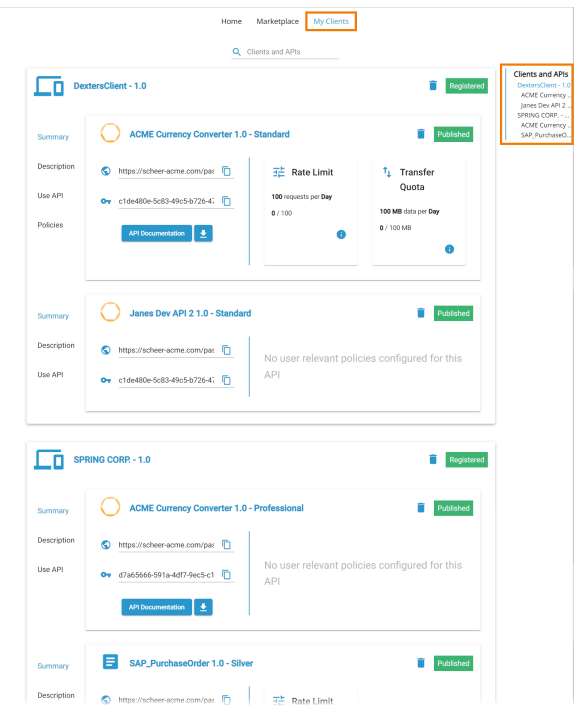 Home Marketplace My Clients
Clients and APIs
Clients and APIs
DextersClient - 1.0
ACME Currency ...
Janes Dev API 2 ...
SPRING CORP. - ...
ACME Currency ...
SAP_PurchaseO...
DextersClient - 1.0 Registered
Summary
Description
Use API
Policies
ACME Currency Converter 1.0 - Standard Published
https://scheer-acme.com/pas
c1de480e-5c83-49c5-b726-47
API Documentation
Rate Limit
100 requests per Day
0 / 100
Transfer
Quota
100 MB data per Day
0 / 100 MB
Summary
Description
Use API
Janes Dev API 2 1.0 - Standard Published
https://scheer-acme.com/pas
c1de480e-5c83-49c5-b726-47
No user relevant policies configured for this
API
SPRING CORP. - 1.0 Registered
Summary
Description
Use API
ACME Currency Converter 1.0 - Professional Published
https://scheer-acme.com/pas
d7a65666-591a-4df7-9ec5-c1
API Documentation
No user relevant policies configured for this
API
Summary
Description
SAP_PurchaseOrder 1.0 - Silver Published
https://scheer-acme.com/pas
Rate Limit